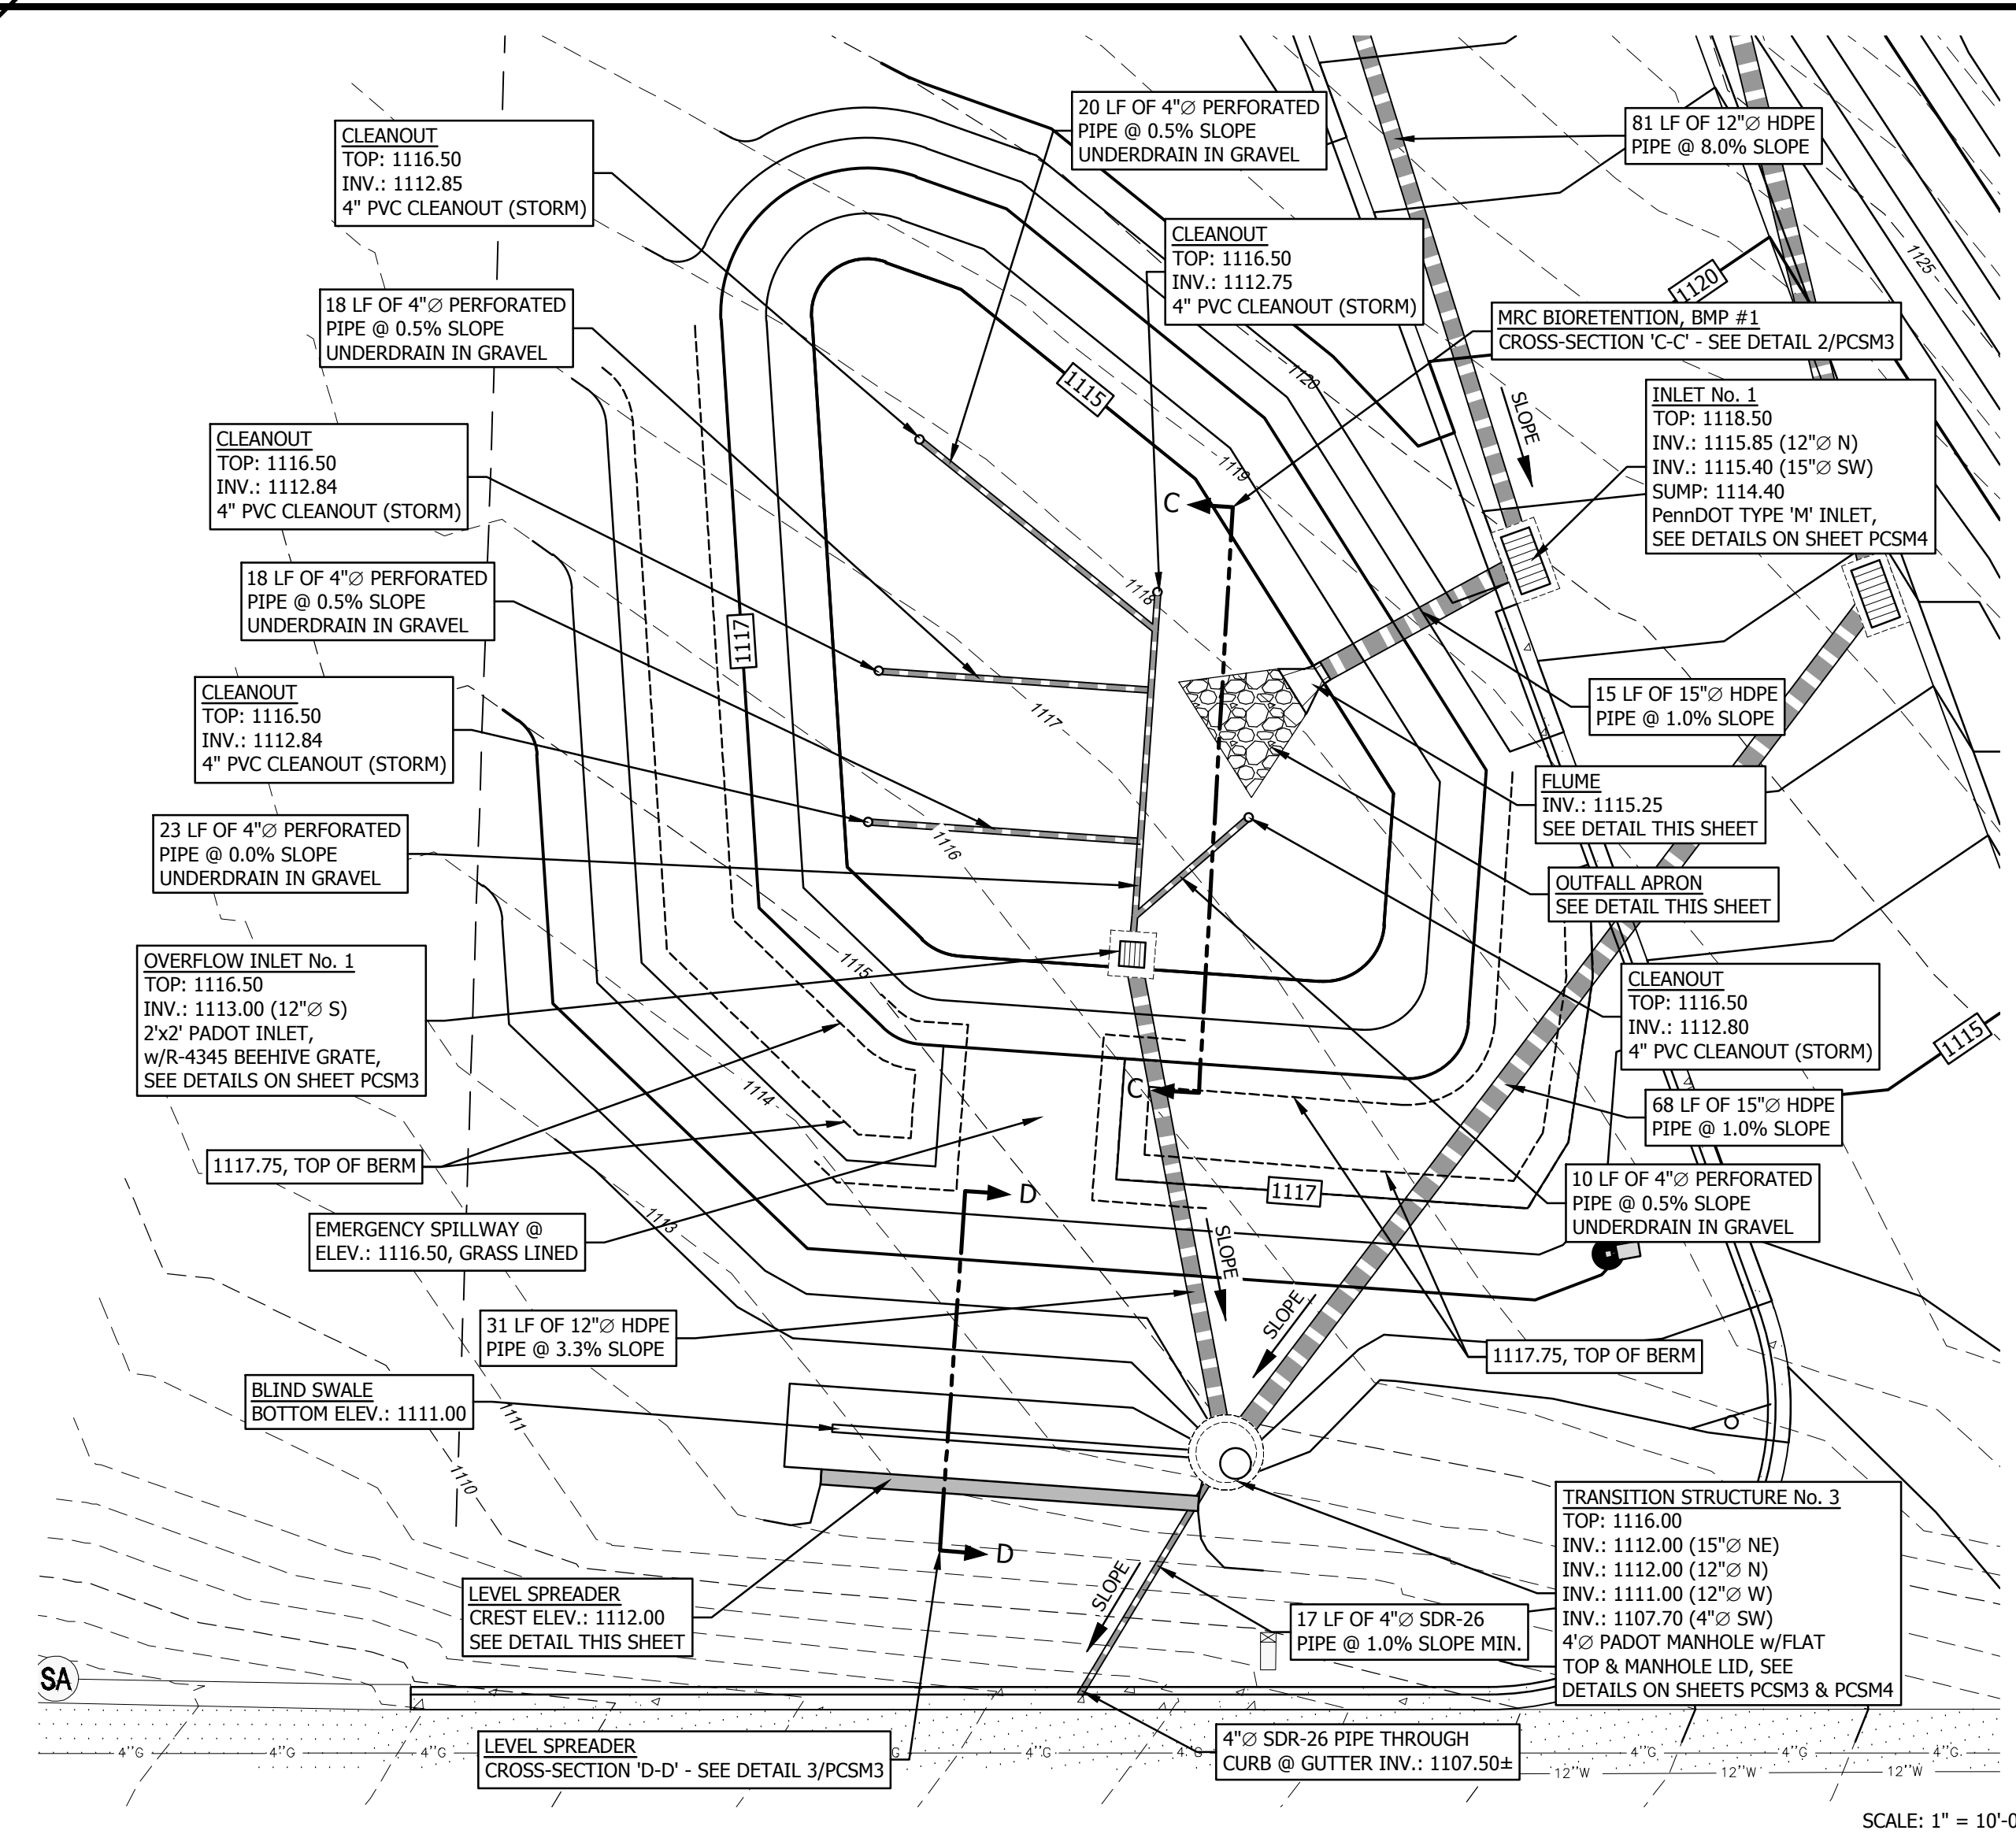 20 LF OF 4"∅ PERFORATED
PIPE @ 0.5% SLOPE
UNDERDRAIN IN GRAVEL
81 LF OF 12"∅ HDPE
PIPE @ 8.0% SLOPE
CLEANOUT
TOP: 1116.50
INV.: 1112.85
4" PVC CLEANOUT (STORM)
CLEANOUT
TOP: 1116.50
INV.: 1112.75
4" PVC CLEANOUT (STORM)
1125
1120
18 LF OF 4"∅ PERFORATED
PIPE @ 0.5% SLOPE
UNDERDRAIN IN GRAVEL
MRC BIORETENTION, BMP #1
CROSS-SECTION 'C-C' - SEE DETAIL 2/PCSM3
1115
1120
SLOPE
INLET No. 1
TOP: 1118.50
INV.: 1115.85 (12"∅ N)
INV.: 1115.40 (15"∅ SW)
SUMP: 1114.40
PennDOT TYPE 'M' INLET,
SEE DETAILS ON SHEET PCSM4
CLEANOUT
TOP: 1116.50
INV.: 1112.84
4" PVC CLEANOUT (STORM)
1119
C
18 LF OF 4"∅ PERFORATED
PIPE @ 0.5% SLOPE
UNDERDRAIN IN GRAVEL
1118
1117
CLEANOUT
TOP: 1116.50
INV.: 1112.84
4" PVC CLEANOUT (STORM)
1117
15 LF OF 15"∅ HDPE
PIPE @ 1.0% SLOPE
FLUME
INV.: 1115.25
SEE DETAIL THIS SHEET
23 LF OF 4"∅ PERFORATED
PIPE @ 0.0% SLOPE
UNDERDRAIN IN GRAVEL
1116
OUTFALL APRON
SEE DETAIL THIS SHEET
OVERFLOW INLET No. 1
TOP: 1116.50
INV.: 1113.00 (12"∅ S)
2'x2' PADOT INLET,
w/R-4345 BEEHIVE GRATE,
SEE DETAILS ON SHEET PCSM3
1115
CLEANOUT
TOP: 1116.50
INV.: 1112.80
4" PVC CLEANOUT (STORM)
1115
1114
C
68 LF OF 15"∅ HDPE
PIPE @ 1.0% SLOPE
1117.75, TOP OF BERM
10 LF OF 4"∅ PERFORATED
PIPE @ 0.5% SLOPE
UNDERDRAIN IN GRAVEL
1117
D
EMERGENCY SPILLWAY @
ELEV.: 1116.50, GRASS LINED
1113
SLOPE
SLOPE
31 LF OF 12"∅ HDPE
PIPE @ 3.3% SLOPE
1117.75, TOP OF BERM
BLIND SWALE
BOTTOM ELEV.: 1111.00
1111
1110
TRANSITION STRUCTURE No. 3
TOP: 1116.00
INV.: 1112.00 (15"∅ NE)
INV.: 1112.00 (12"∅ N)
INV.: 1111.00 (12"∅ W)
INV.: 1107.70 (4"∅ SW)
4'∅ PADOT MANHOLE w/FLAT
TOP & MANHOLE LID, SEE
DETAILS ON SHEETS PCSM3 & PCSM4
D
SLOPE
LEVEL SPREADER
CREST ELEV.: 1112.00
SEE DETAIL THIS SHEET
17 LF OF 4"∅ SDR-26
PIPE @ 1.0% SLOPE MIN.
SA
LEVEL SPREADER
CROSS-SECTION 'D-D' - SEE DETAIL 3/PCSM3
4"∅ SDR-26 PIPE THROUGH
CURB @ GUTTER INV.: 1107.50±
4''G 4''G 4''G G 4''G 4''G 4''G 4''G 4''G
12''W 12''W 12''W
SCALE: 1" = 10'-0